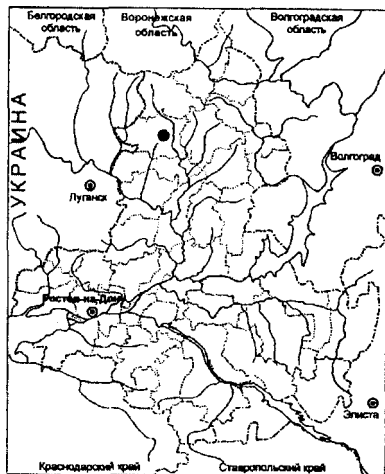 Белгородская
область
Воронежская
область
Волгоградская
область
УКРАИНА
Волгоград
Луганск
Ростов-на-Дону
Элиста
Краснодарский край
Ставропольский край